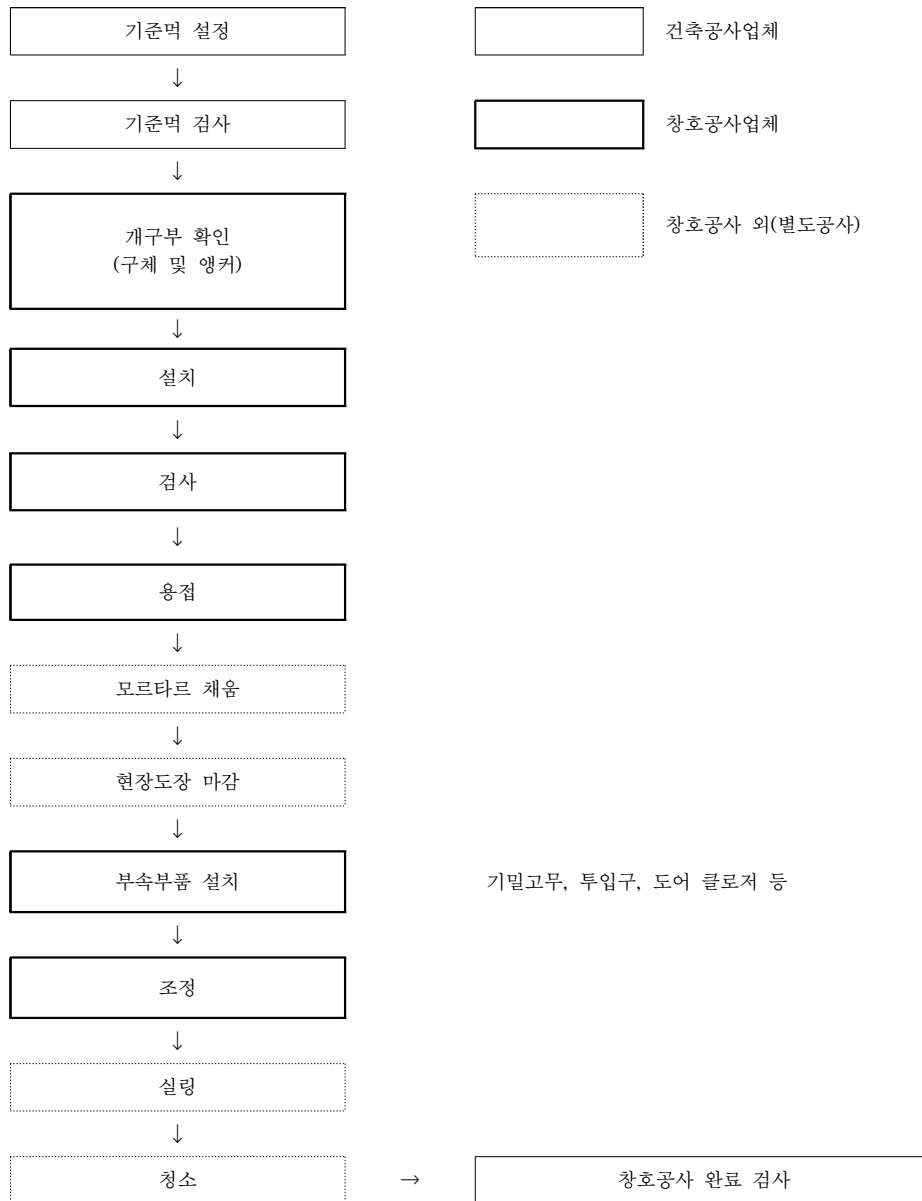 기준먹 설정
건축공사업체
↓
기준먹 검사
창호공사업체
↓
개구부 확인
(구체 및 앵커)
창호공사 외(별도공사)
↓
설치
↓
검사
↓
용접
↓
모르타르 채움
↓
현장도장 마감
↓
부속부품 설치
기밀고무, 투입구, 도어 클로저 등
↓
조정
↓
실링
↓
청소 → 창호공사 완료 검사